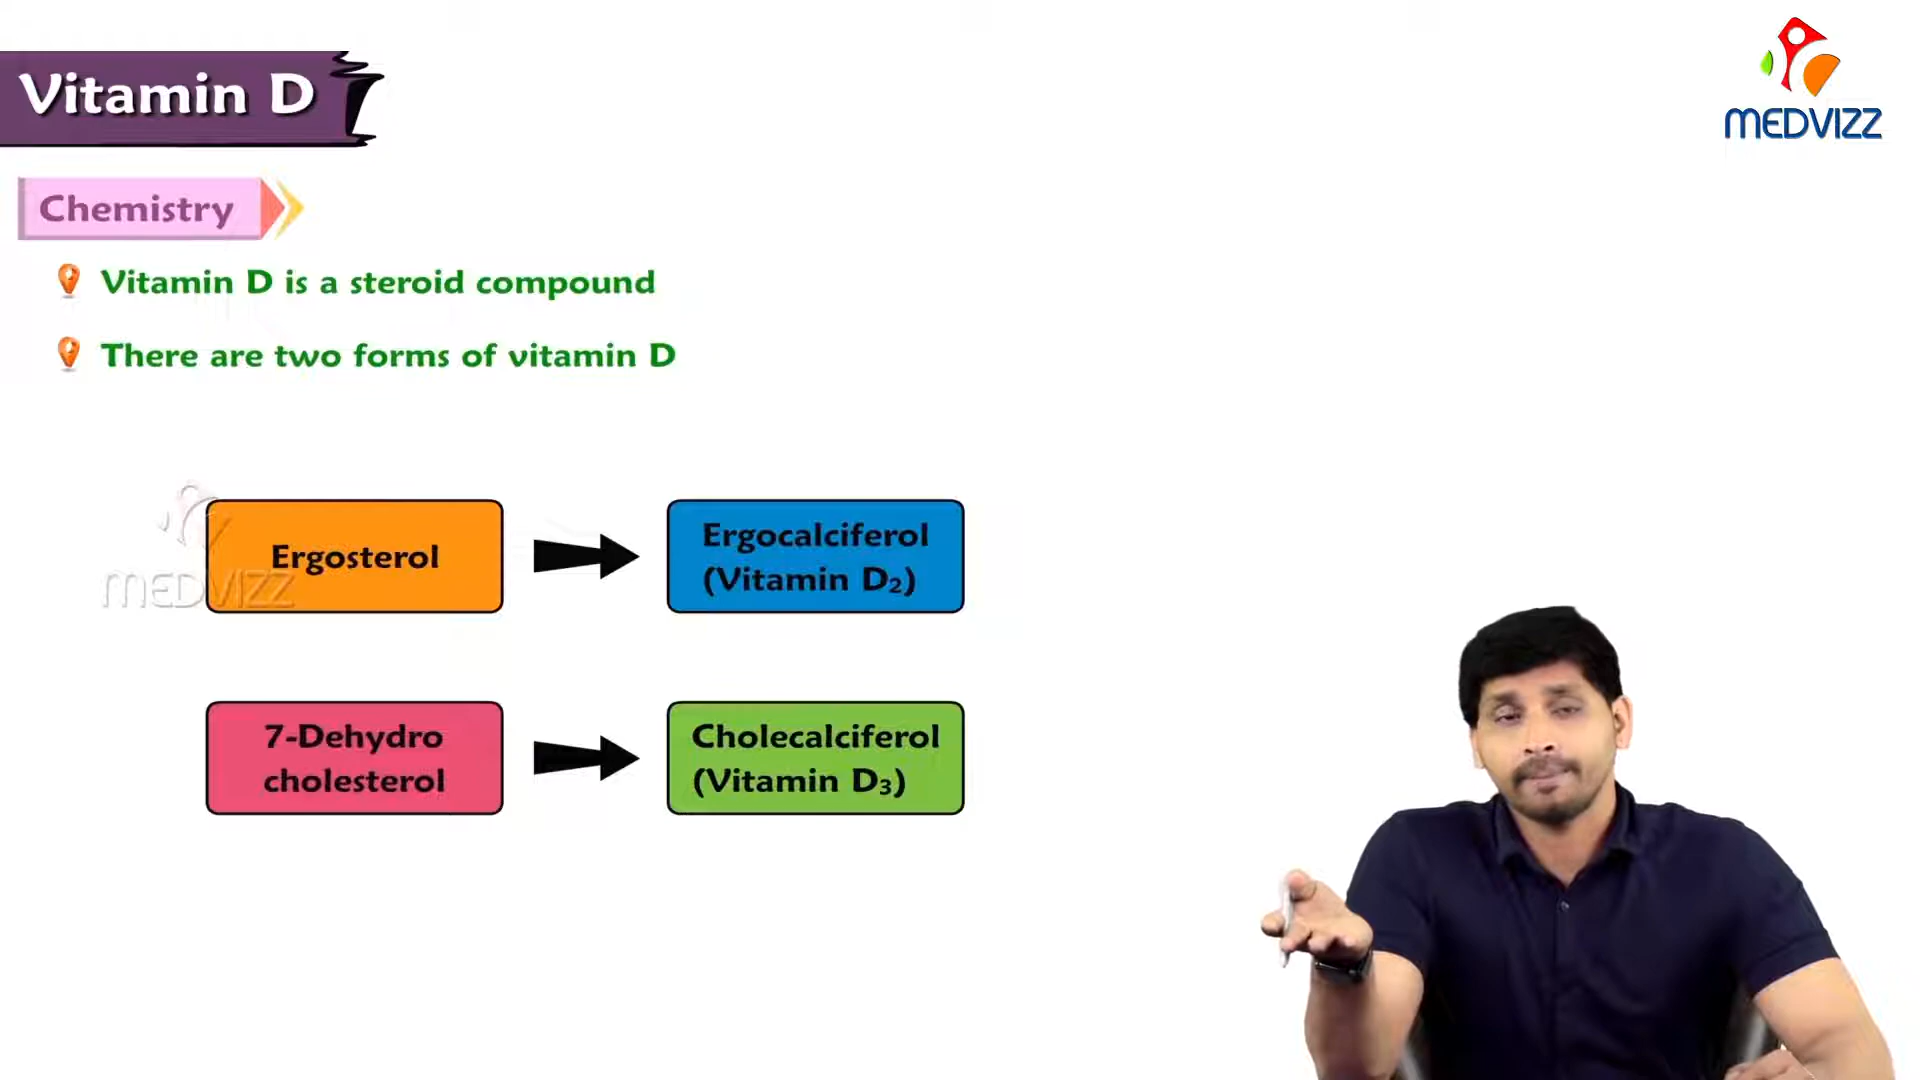 Vitamin D
MEDVIZZ
Chemistry
Vitamin D is a steroid compound
There are two forms of vitamin D
Ergosterol
Ergocalciferol
(Vitamin D₂)
MEDVIZZ
7-Dehydro
cholesterol
Cholecalciferol
(Vitamin D₃)